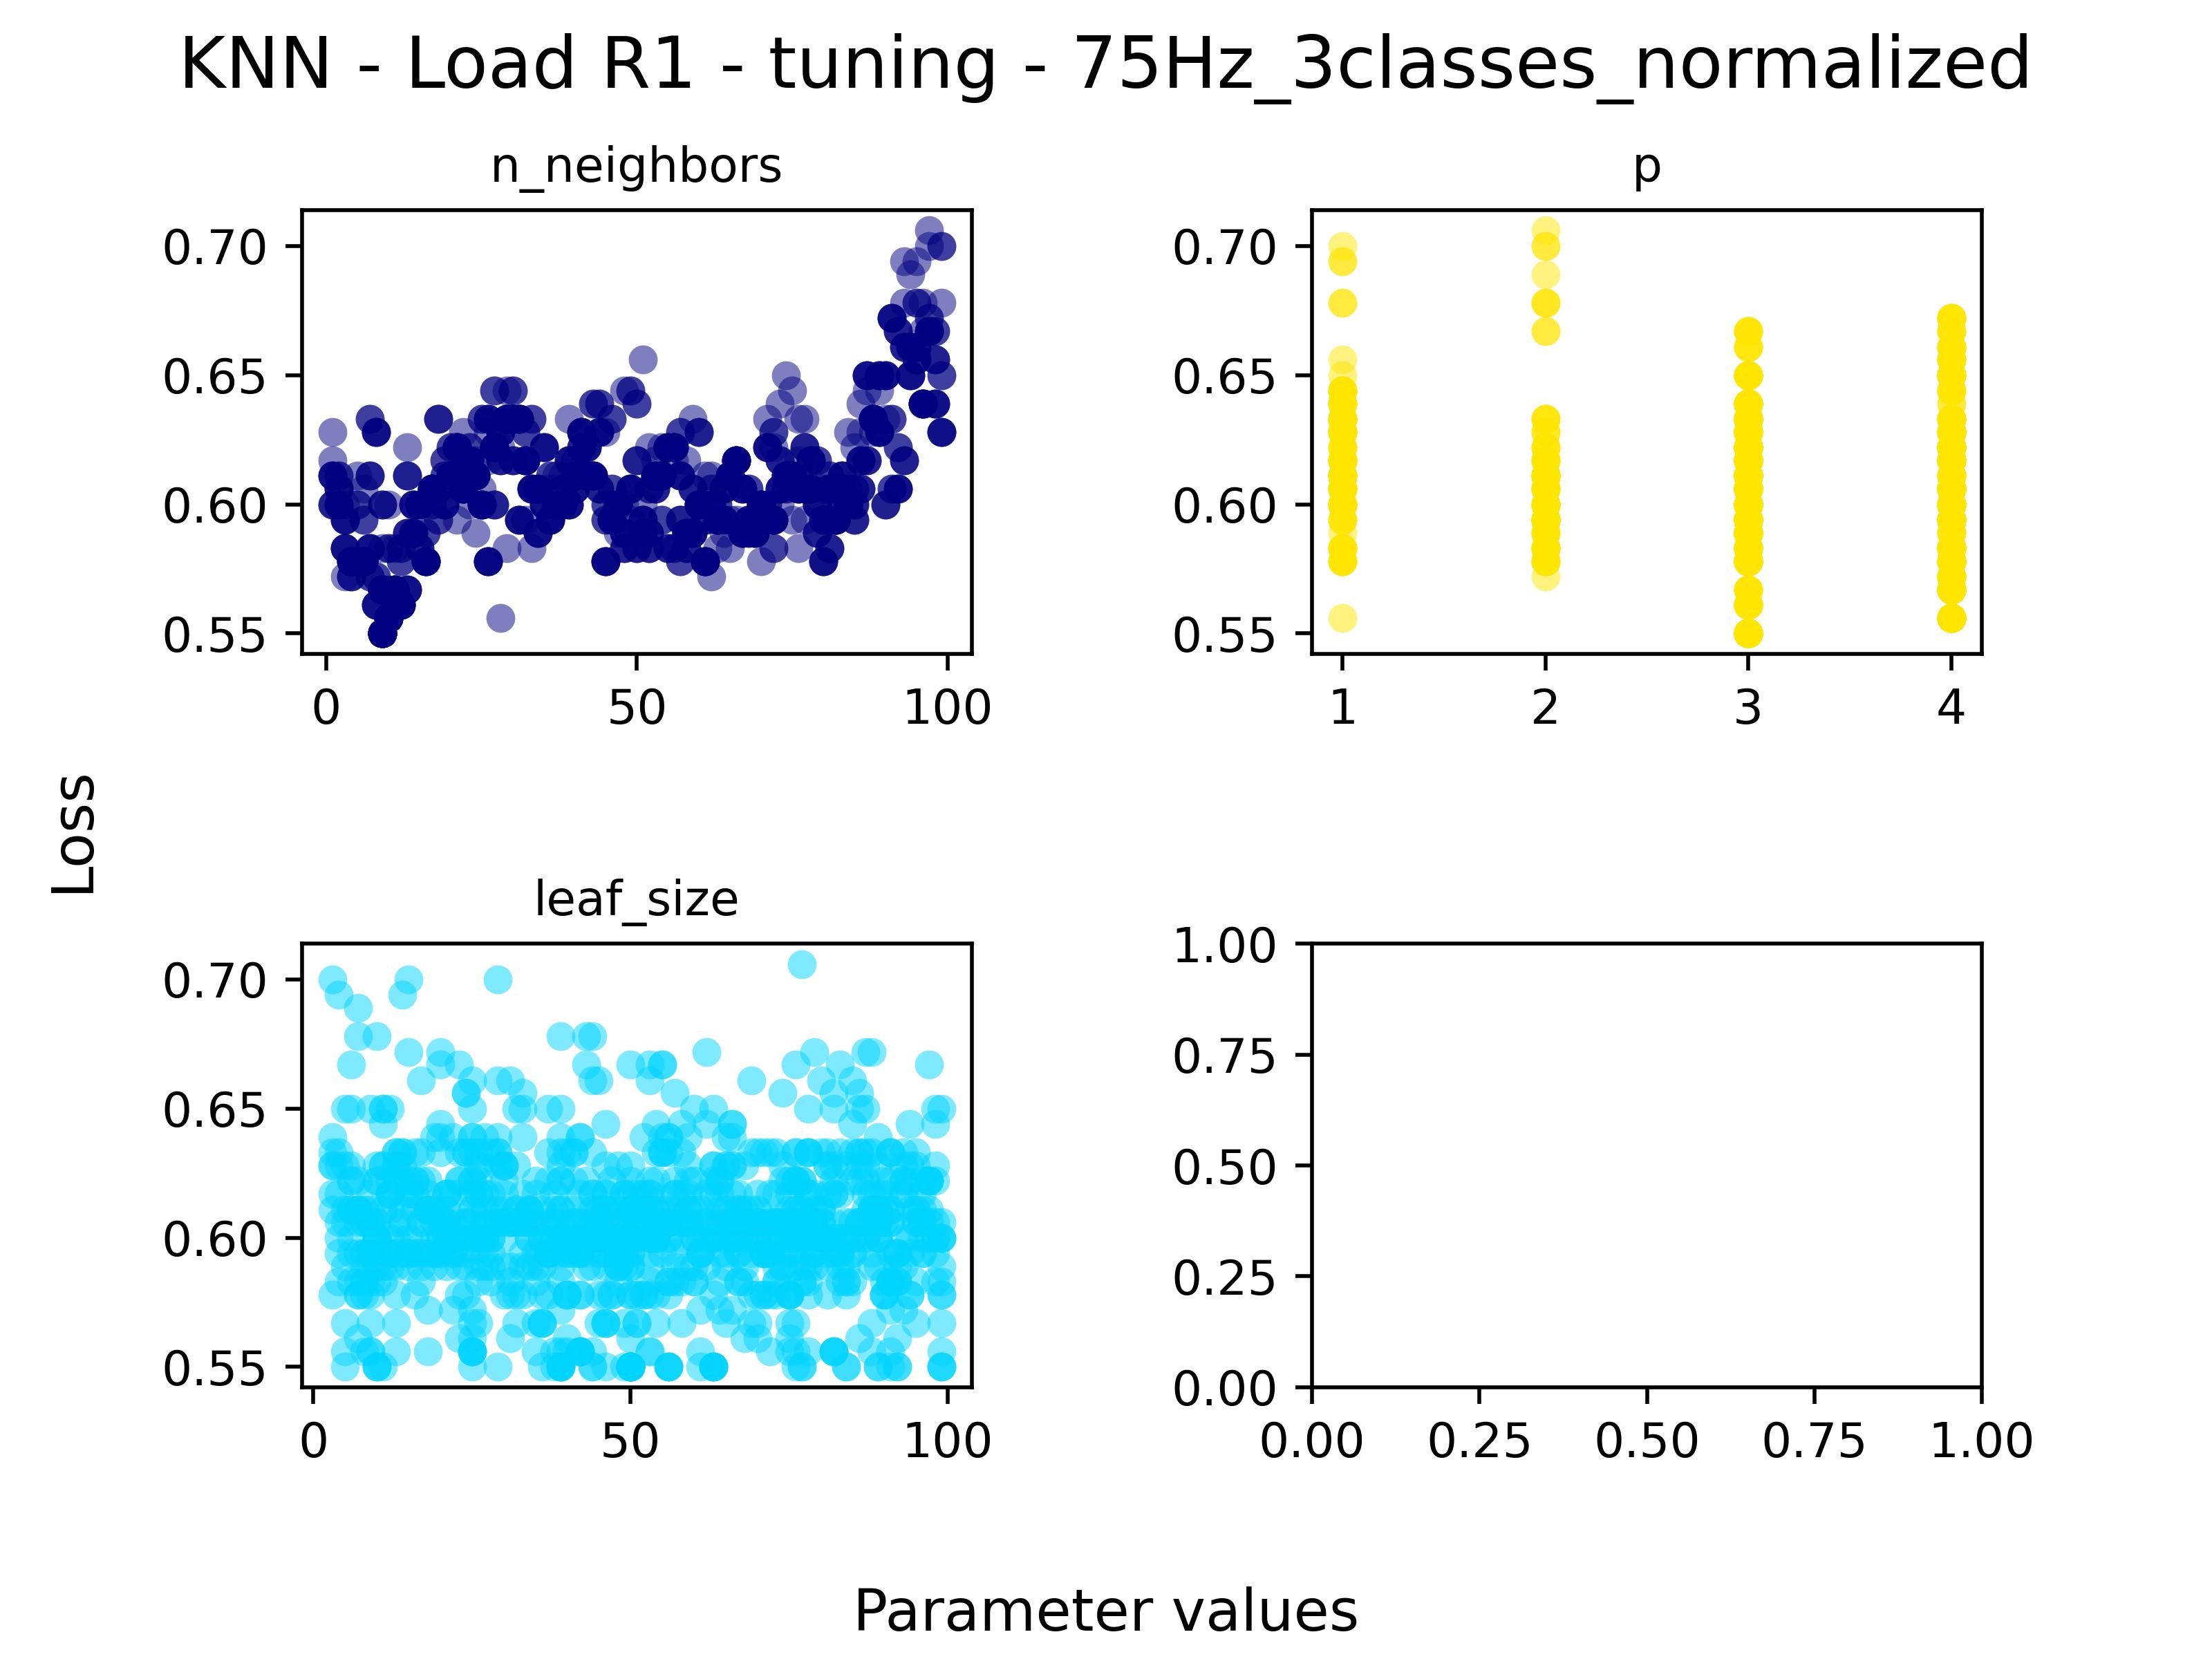 KNN - Load R1 - tuning - 75Hz_3classes_normalized
n_neighbors
0.70
0.65
0.60
0.55
0 50 100
p
0.70
0.65
0.60
0.55
1 2 3 4
Loss
leaf_size
0.70
0.65
0.60
0.55
0 50 100
1.00
0.75
0.50
0.25
0.00
0.00 0.25 0.50 0.75 1.00
Parameter values